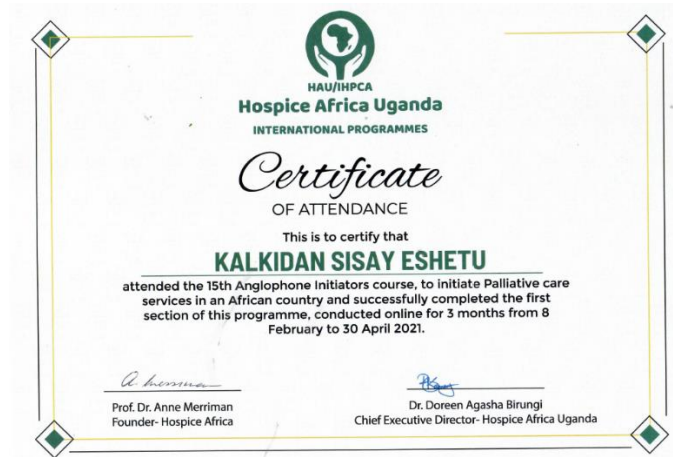 HAU/IHPCA
Hospice Africa Uganda
INTERNATIONAL PROGRAMMES
Certificate
OF ATTENDANCE
This is to certify that
KALKIDAN SISAY ESHETU
attended the 15th Anglophone Initiators course, to initiate Palliative care
services in an African country and successfully completed the first
section of this programme, conducted online for 3 months from 8
February to 30 April 2021.
a. merriman
Prof. Dr. Anne Merriman
Founder- Hospice Africa
Dr. Doreen Agasha Birungi
Chief Executive Director- Hospice Africa Uganda